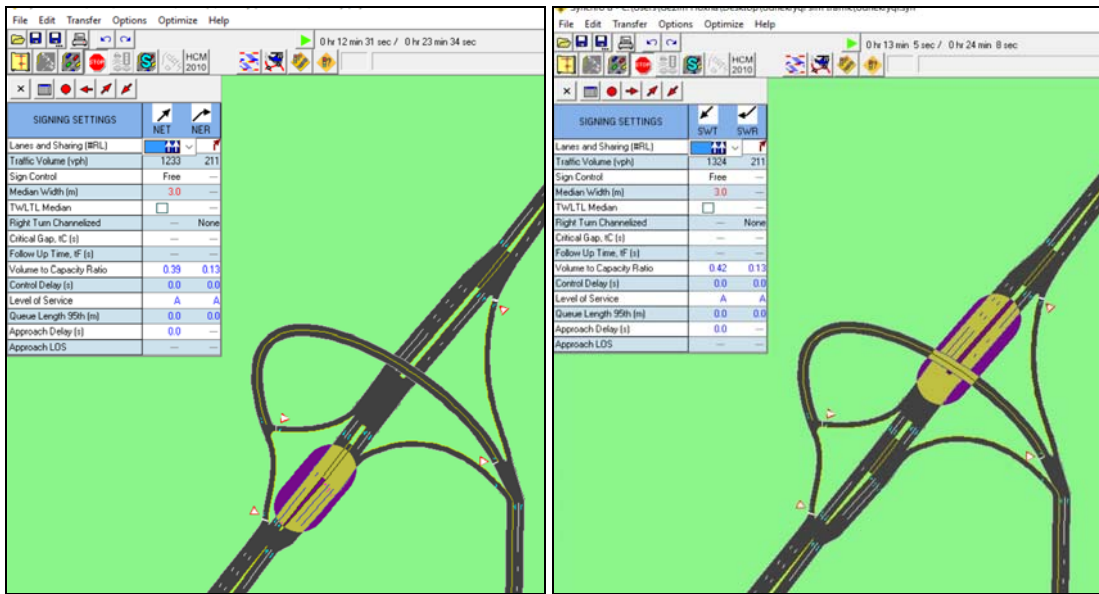 File Edit Transfer Options Optimize Help
0 hr 12 min 31 sec / 0 hr 23 min 34 sec
HCM
2010
SIGNING SETTINGS
NET NER
Lanes and Sharing (#RL)
Traffic Volume (vph) 1233 211
Sign Control Free —
Median Width (m) 3.0 —
TWLTL Median —
Right Turn Channelized — None
Critical Gap, tC (s) — —
Follow Up Time, tF (s) — —
Volume to Capacity Ratio 0.39 0.13
Control Delay (s) 0.0 0.0
Level of Service A A
Queue Length 95th (m) 0.0 0.0
Approach Delay (s) 0.0 —
Approach LOS — —
File Edit Transfer Options Optimize Help
0 hr 13 min 5 sec / 0 hr 24 min 8 sec
HCM
2010
SIGNING SETTINGS
SWT SWR
Lanes and Sharing (#RL)
Traffic Volume (vph) 1324 211
Sign Control Free —
Median Width (m) 3.0 —
TWLTL Median —
Right Turn Channelized — None
Critical Gap, tC (s) — —
Follow Up Time, tF (s) — —
Volume to Capacity Ratio 0.42 0.13
Control Delay (s) 0.0 0.0
Level of Service A A
Queue Length 95th (m) 0.0 0.0
Approach Delay (s) 0.0 —
Approach LOS — —